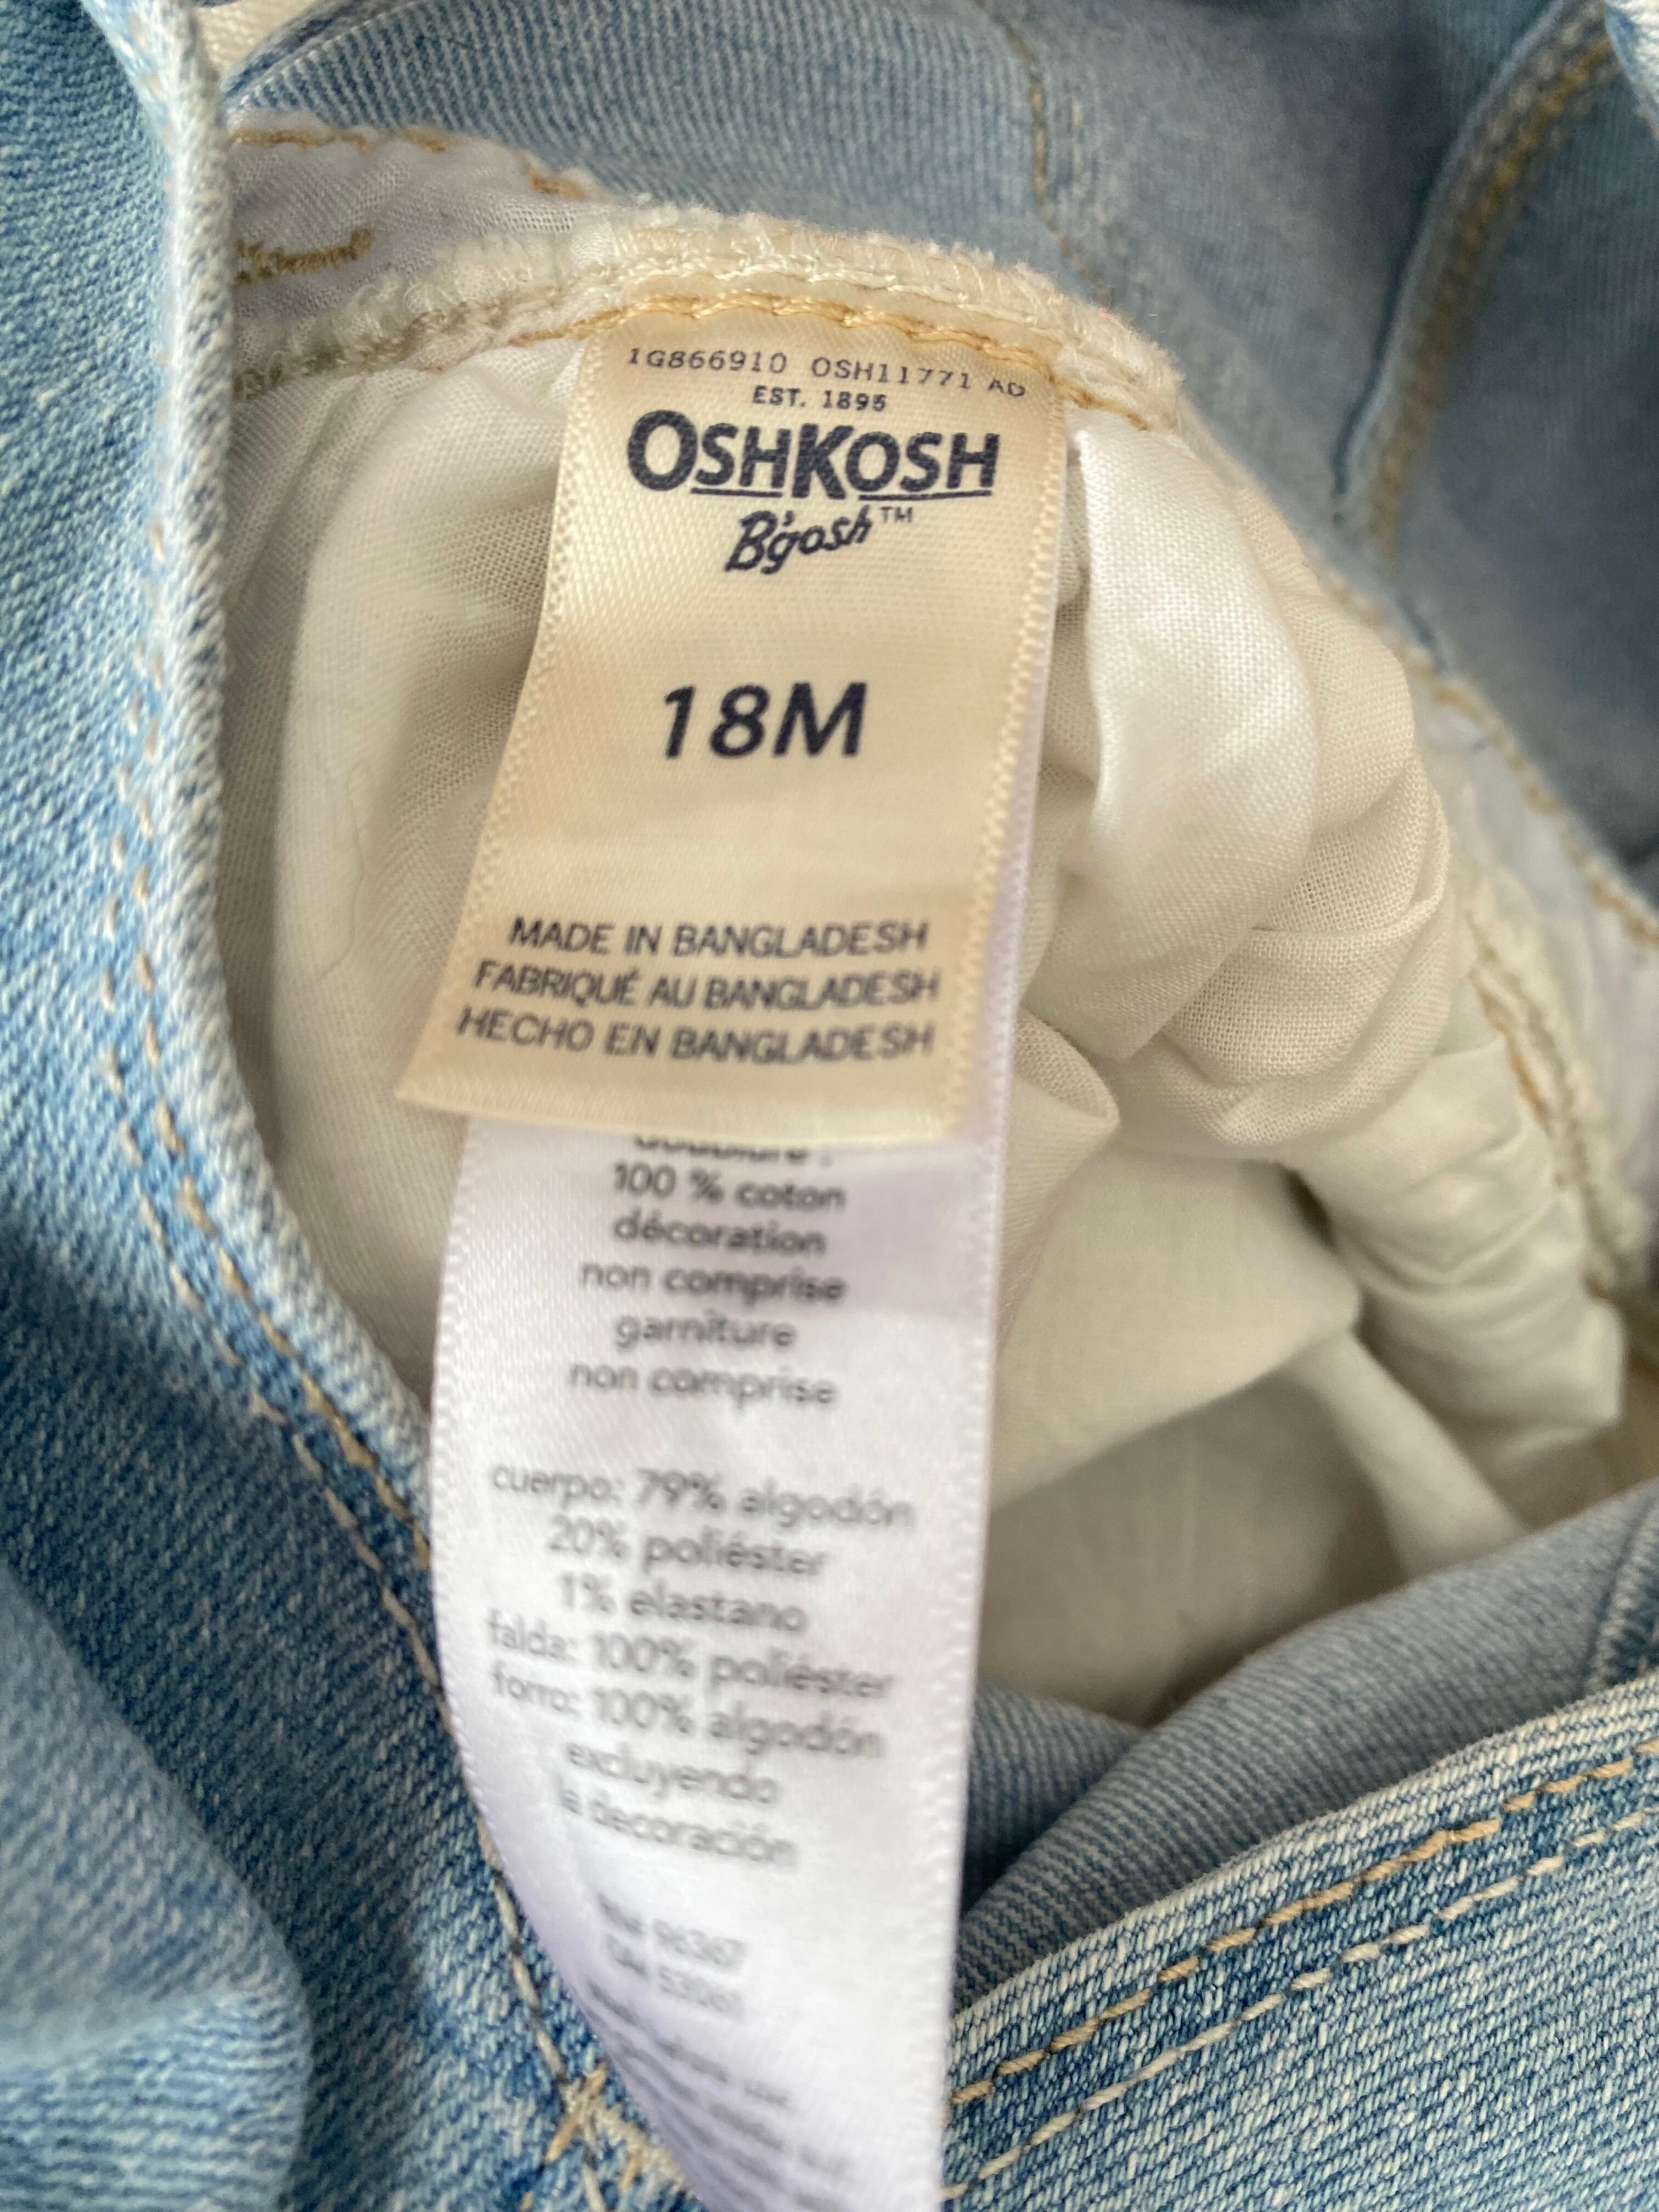 1G866910 OSH11771 AD
EST. 1895
OSHKOSH
B'gosh™
18M
MADE IN BANGLADESH
FABRIQUÉ AU BANGLADESH
HECHO EN BANGLADESH
100 % coton
décoration
non comprise
garniture
non comprise
cuerpo: 79% algodón
20% poliéster
1% elastano
falda: 100% poliéster
forro: 100% algodón
excluyendo
la decoración